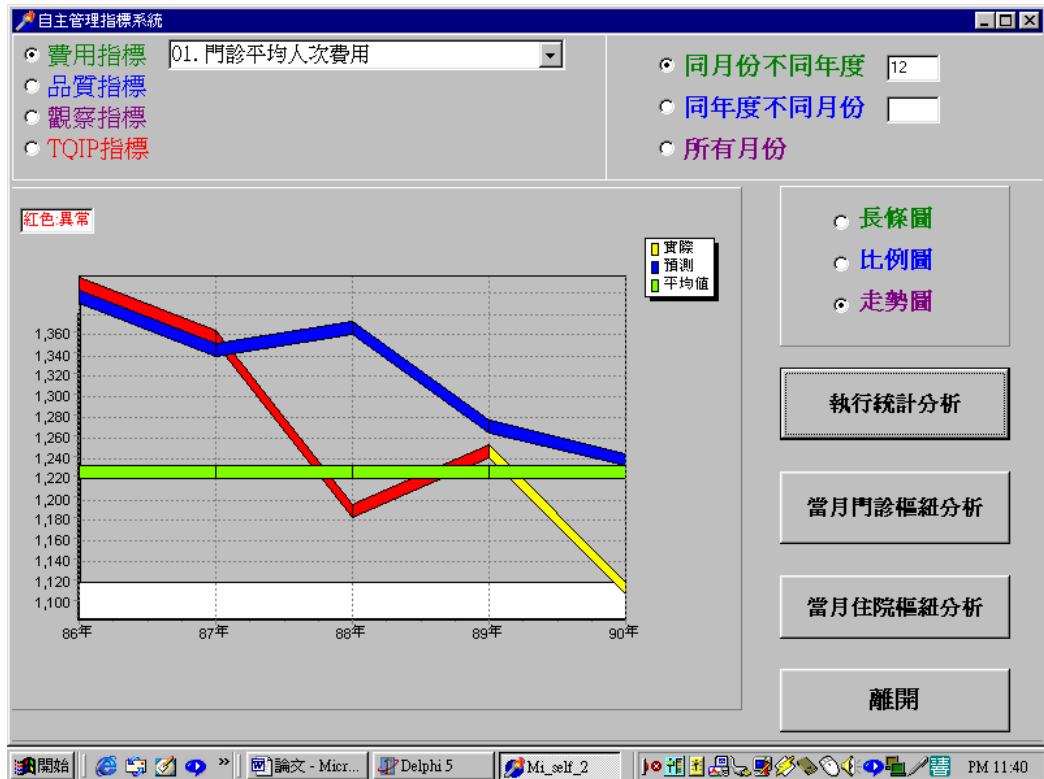 自主管理指標系統
費用指標
01. 門診平均人次費用
品質指標
觀察指標
TQIP指標
同月份不同年度
12
同年度不同月份
所有月份
紅色:異常
實際
預測
平均值
1,360
1,340
1,320
1,300
1,280
1,260
1,240
1,220
1,200
1,180
1,160
1,140
1,120
1,100
86年
87年
88年
89年
90年
長條圖
比例圖
走勢圖
執行統計分析
當月門診樞紐分析
當月住院樞紐分析
離開
開始
論文 - Micr...
Delphi 5
Mi_self_2
PM 11:40